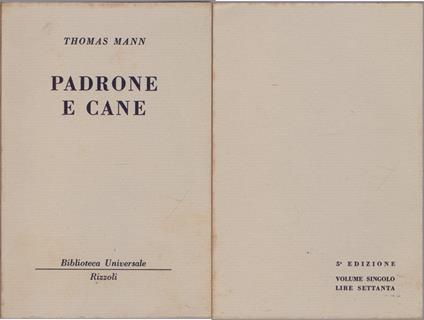 THOMAS MANN
PADRONE
E CANE
Biblioteca Universale
Rizzoli
5ª EDIZIONE
VOLUME SINGOLO
LIRE SETTANTA